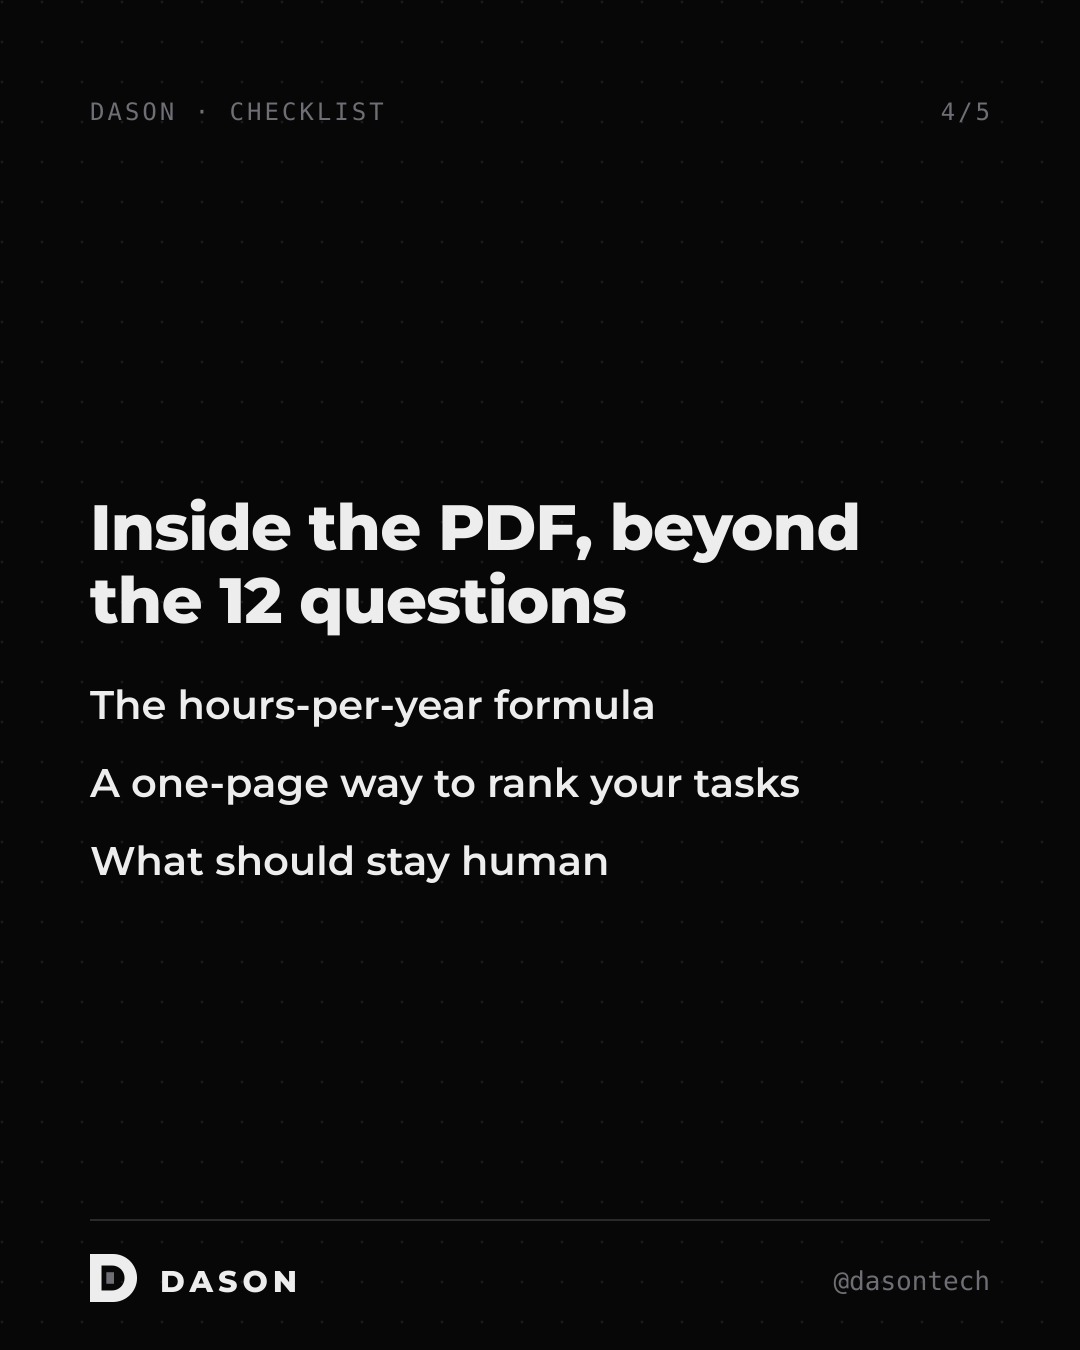 DASON · CHECKLIST
4/5
Inside the PDF, beyond
the 12 questions
The hours-per-year formula
A one-page way to rank your tasks
What should stay human
DASON
@dasontech